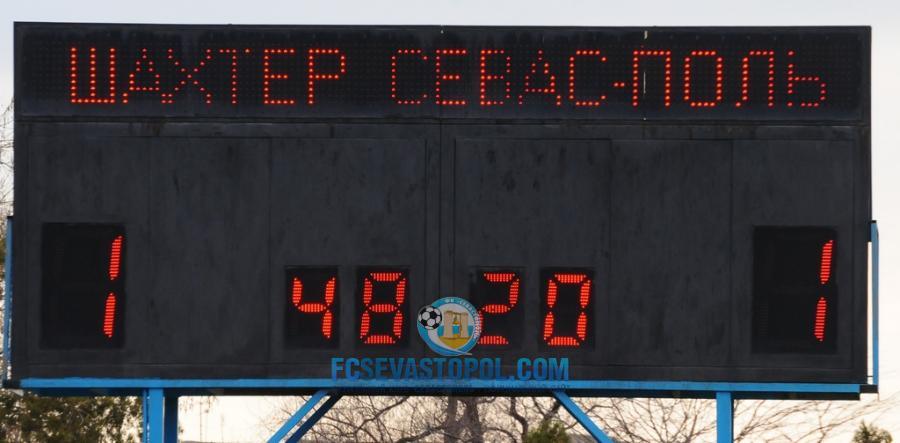 ШАХТЕР СЕВАС-ПОЛЬ
1 48 20 1
FCSEVASTOPOL.COM